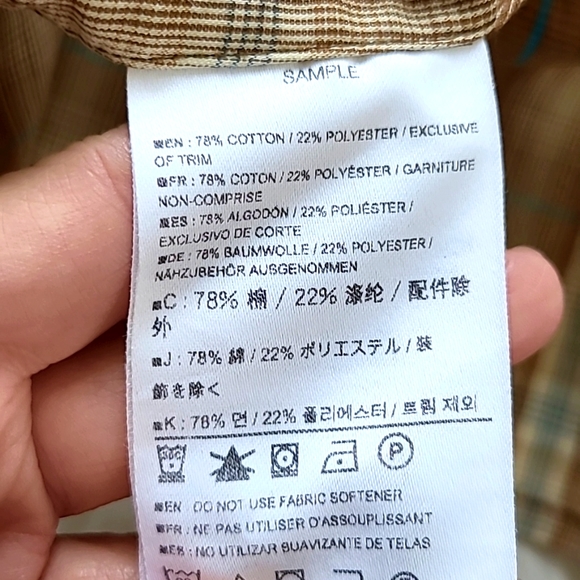 SAMPLE
EN : 78% COTTON / 22% POLYESTER / EXCLUSIVE
OF TRIM
FR : 78% COTON / 22% POLYÉSTER / GARNITURE
NON-COMPRISE
ES : 78% ALGODÓN / 22% POLIÉSTER /
EXCLUSIVO DE CORTE
DE : 78% BAUMWOLLE / 22% POLYESTER /
NÄHZUBEHÖR AUSGENOMMEN
C : 78% 棉 / 22% 涤纶 / 配件除
外
J : 78% 綿 / 22% ポリエステル / 装
飾を除く
K : 78% 면 / 22% 폴리에스터 / 트림 제외
30C
P
EN : DO NOT USE FABRIC SOFTENER
FR : NE PAS UTILISER D'ASSOUPLISSANT
ES : NO UTILIZAR SUAVIZANTE DE TELAS